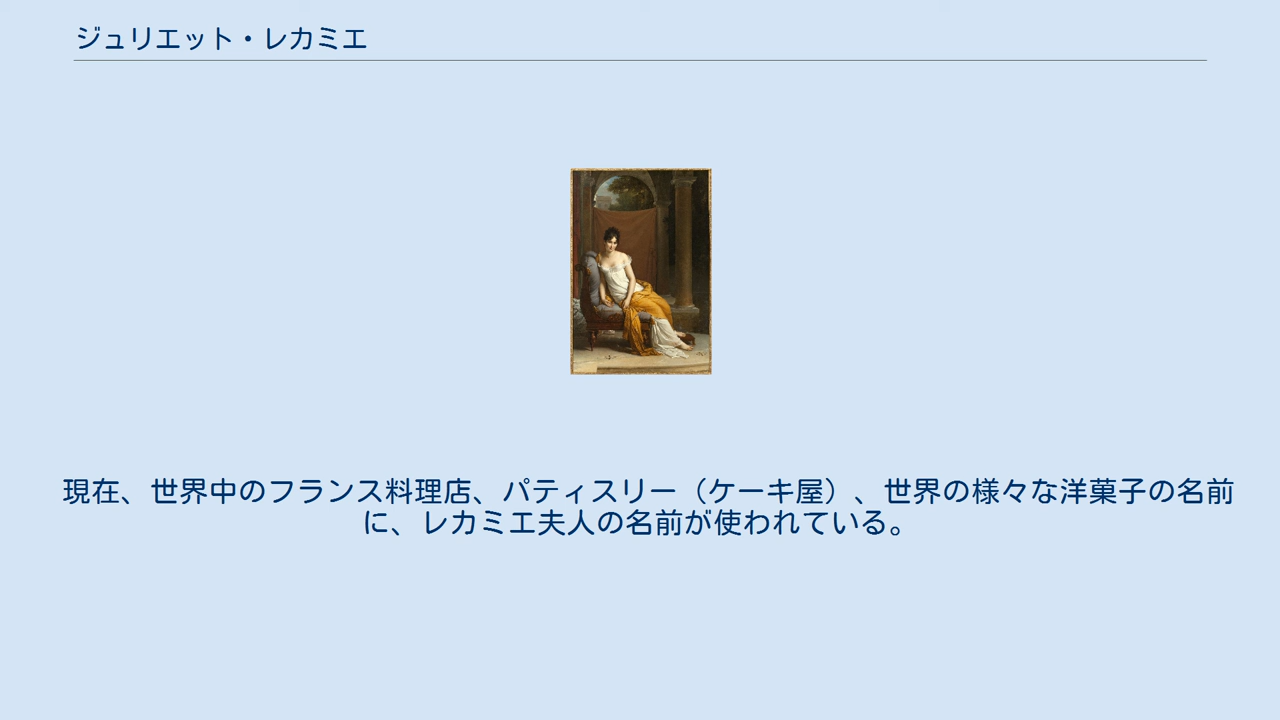 ジュリエット・レカミエ
現在、世界中のフランス料理店、パティスリー（ケーキ屋）、世界の様々な洋菓子の名前
に、レカミエ夫人の名前が使われている。